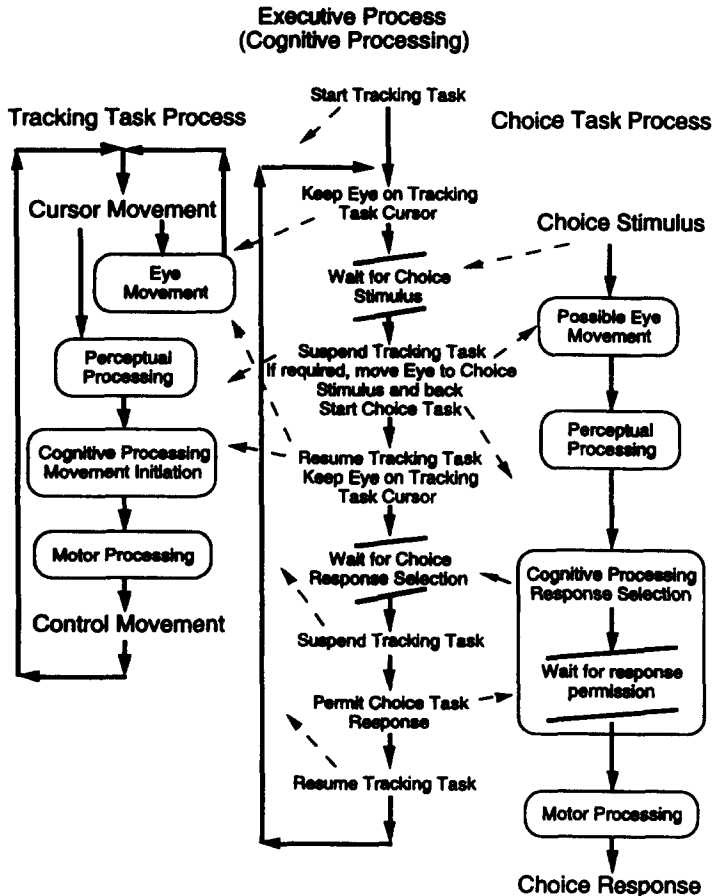 Executive Process
(Cognitive Processing)
Tracking Task Process
Cursor Movement
Eye
Movement
Perceptual
Processing
Cognitive Processing
Movement Initiation
Motor Processing
Control Movement
Start Tracking Task
Keep Eye on Tracking
Task Cursor
Wait for Choice
Stimulus
Suspend Tracking Task
If required, move Eye to Choice
Stimulus and back
Start Choice Task
Resume Tracking Task
Keep Eye on Tracking
Task Cursor
Wait for Choice
Response Selection
Suspend Tracking Task
Permit Choice Task
Response
Resume Tracking Task
Choice Task Process
Choice Stimulus
Possible Eye
Movement
Perceptual
Processing
Cognitive Processing
Response Selection
Wait for response
permission
Motor Processing
Choice Response